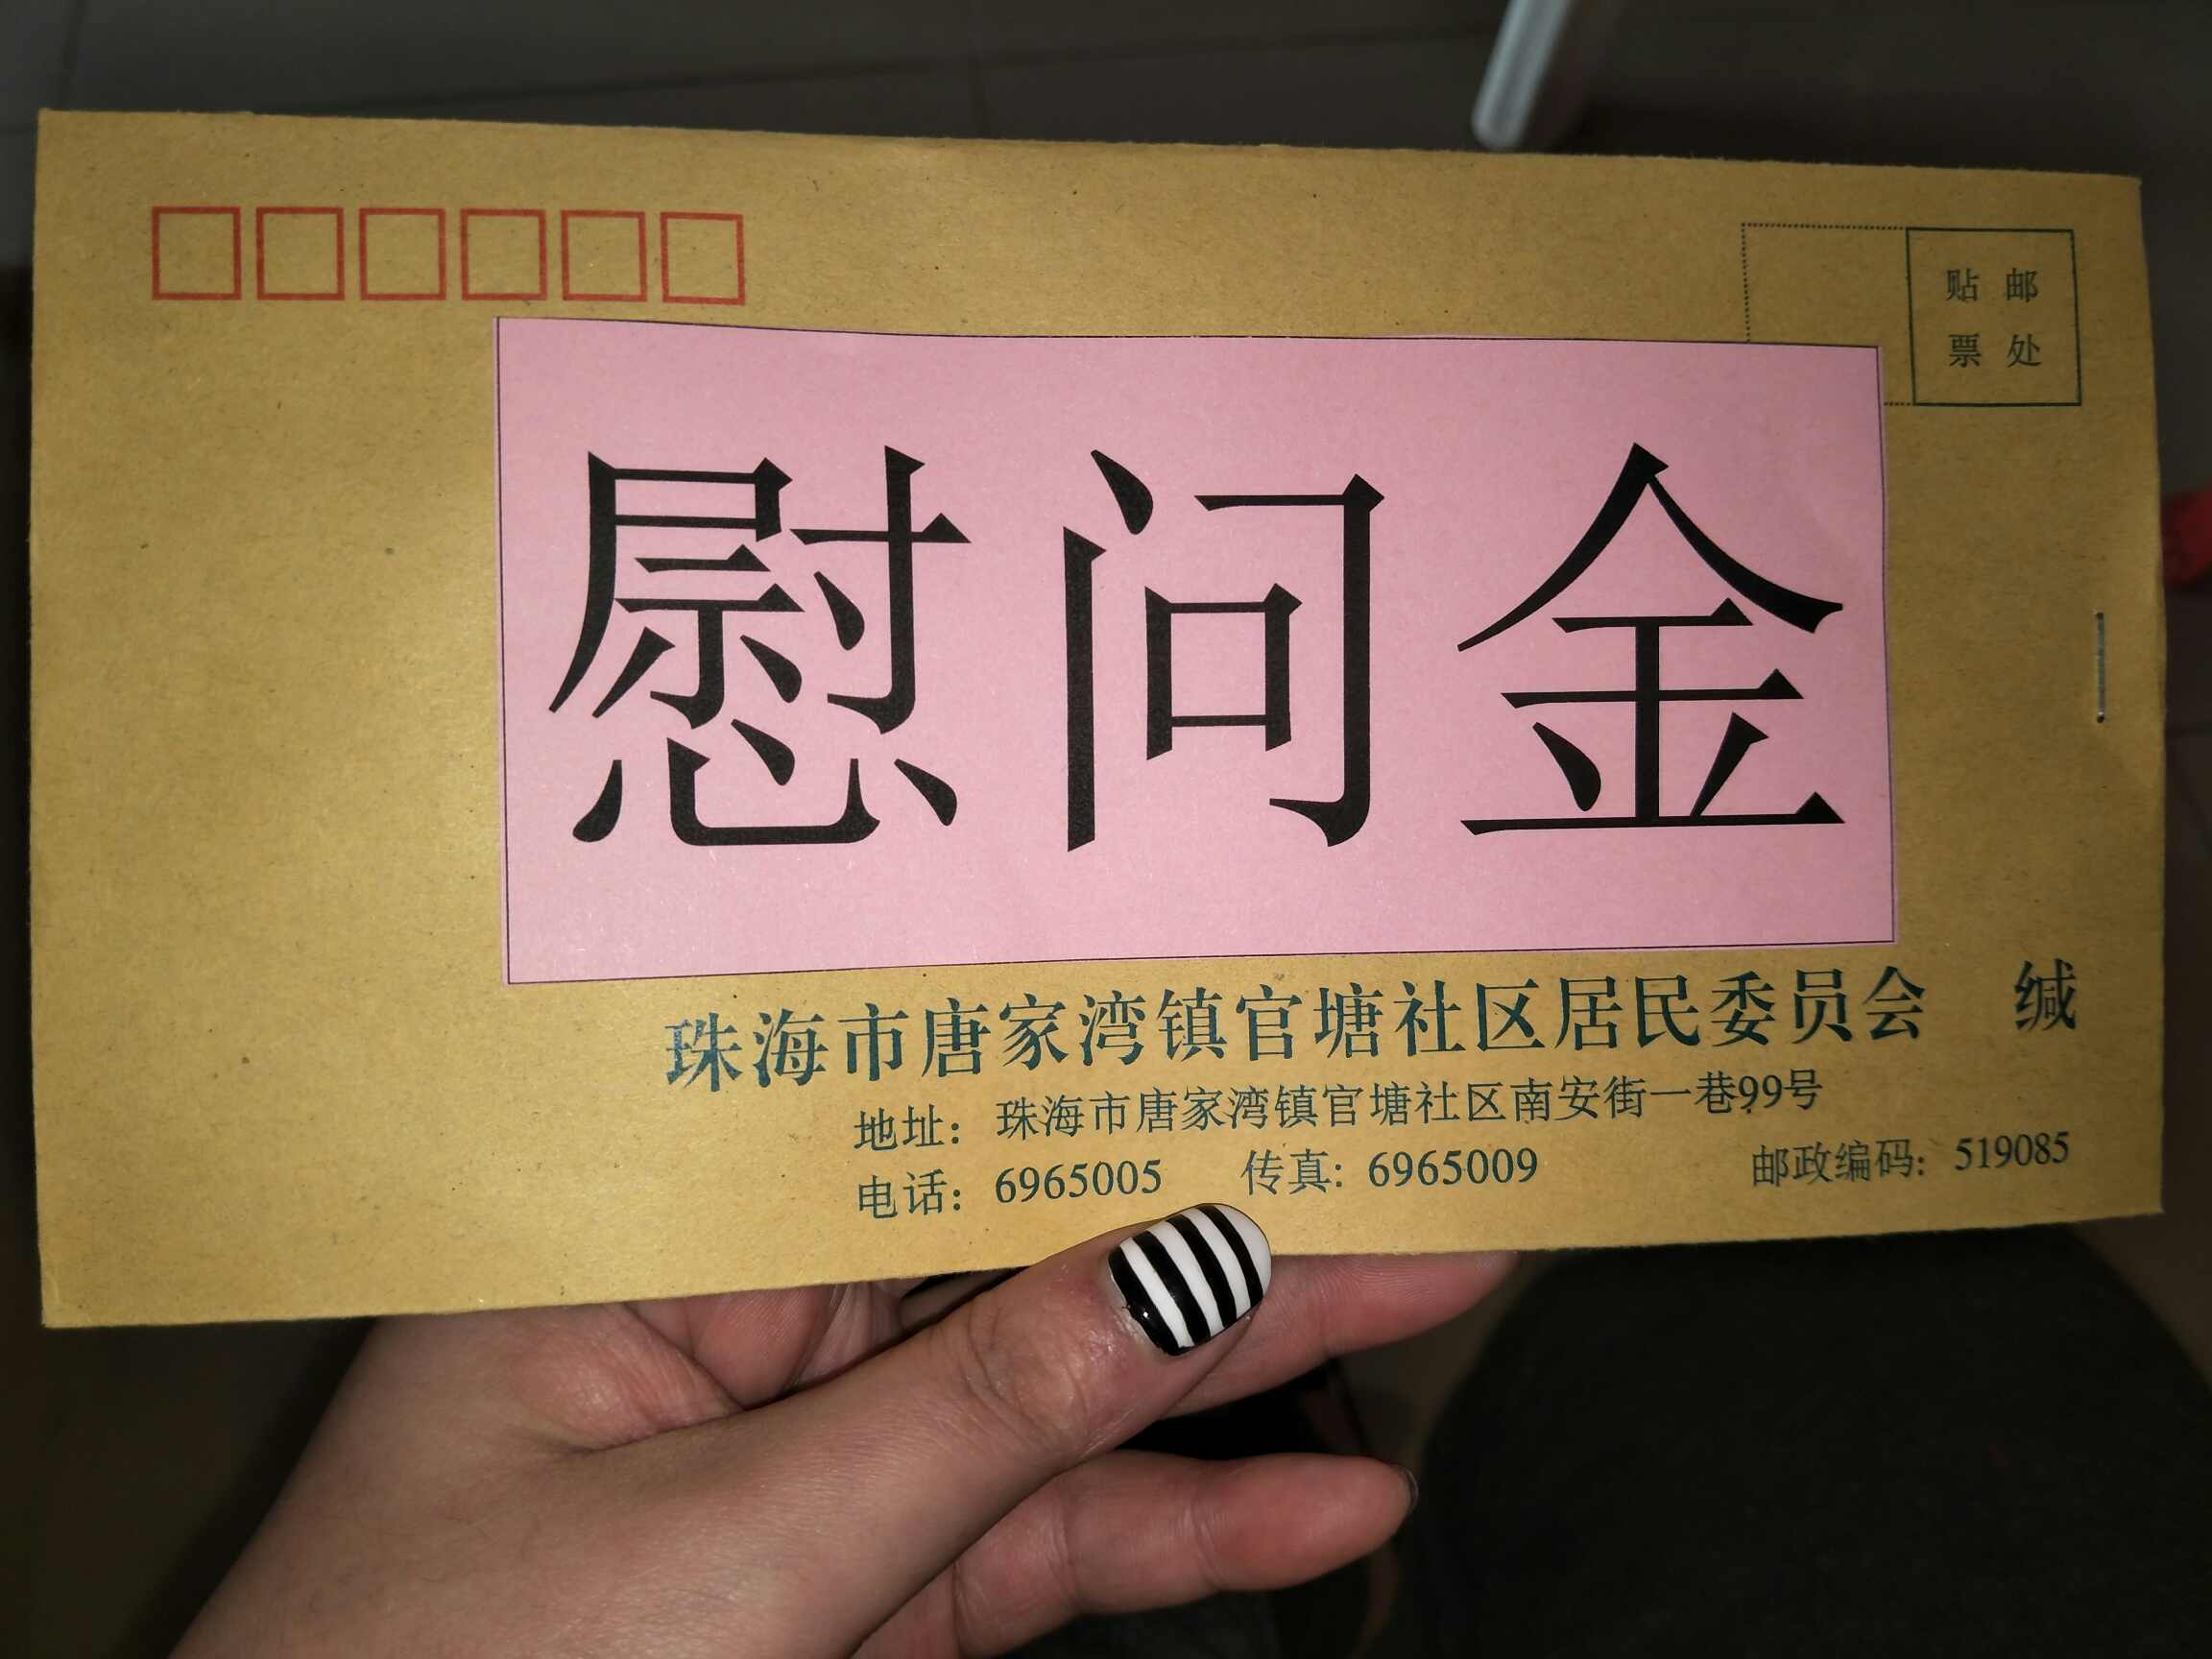 贴 邮
票 处
慰问金
珠海市唐家湾镇官塘社区居民委员会 缄
地址：珠海市唐家湾镇官塘社区南安街一巷99号
电话：6965005 传真：6965009 邮政编码：519085